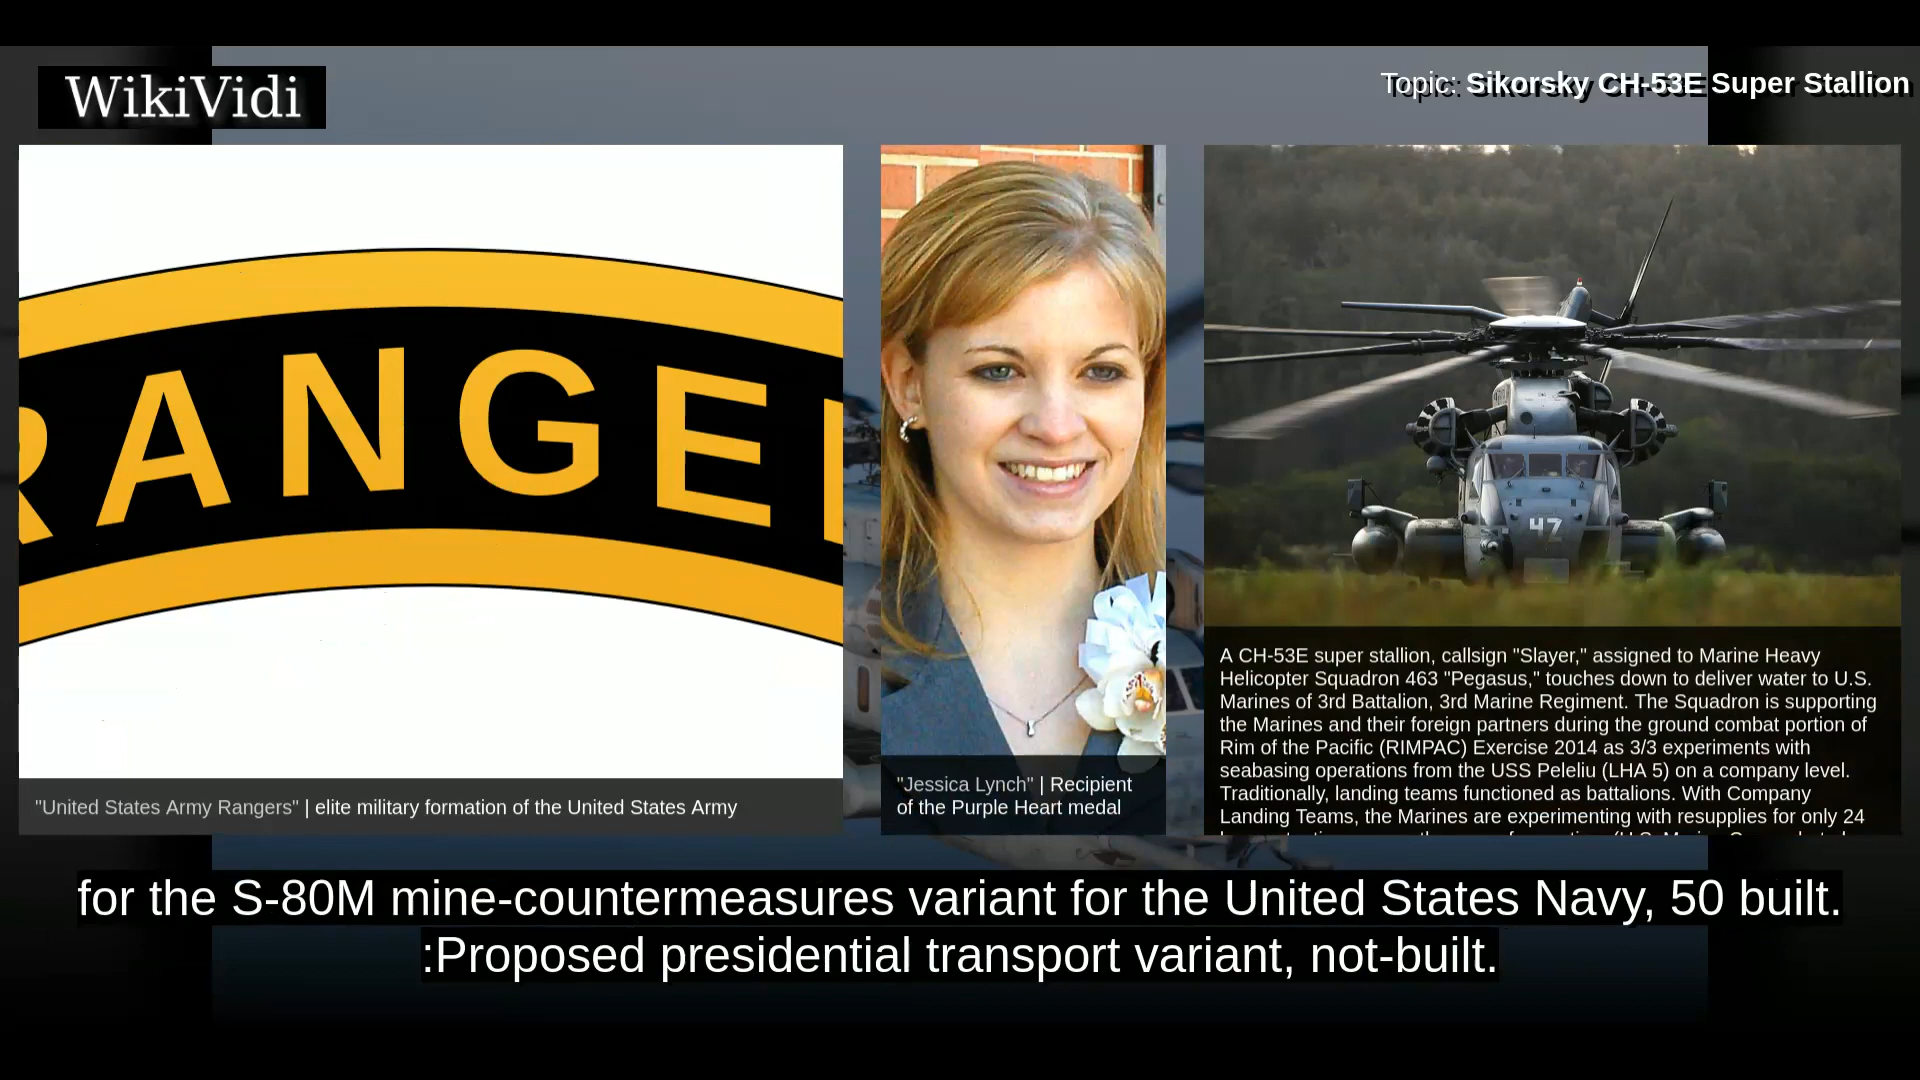 WikiVidi
Topic: Sikorsky CH-53E Super Stallion
RANGE
"United States Army Rangers" | elite military formation of the United States Army
"Jessica Lynch" | Recipient
of the Purple Heart medal
47
A CH-53E super stallion, callsign "Slayer," assigned to Marine Heavy
Helicopter Squadron 463 "Pegasus," touches down to deliver water to U.S.
Marines of 3rd Battalion, 3rd Marine Regiment. The Squadron is supporting
the Marines and their foreign partners during the ground combat portion of
Rim of the Pacific (RIMPAC) Exercise 2014 as 3/3 experiments with
seabasing operations from the USS Peleliu (LHA 5) on a company level.
Traditionally, landing teams functioned as battalions. With Company
Landing Teams, the Marines are experimenting with resupplies for only 24
for the S-80M mine-countermeasures variant for the United States Navy, 50 built.
:Proposed presidential transport variant, not-built.